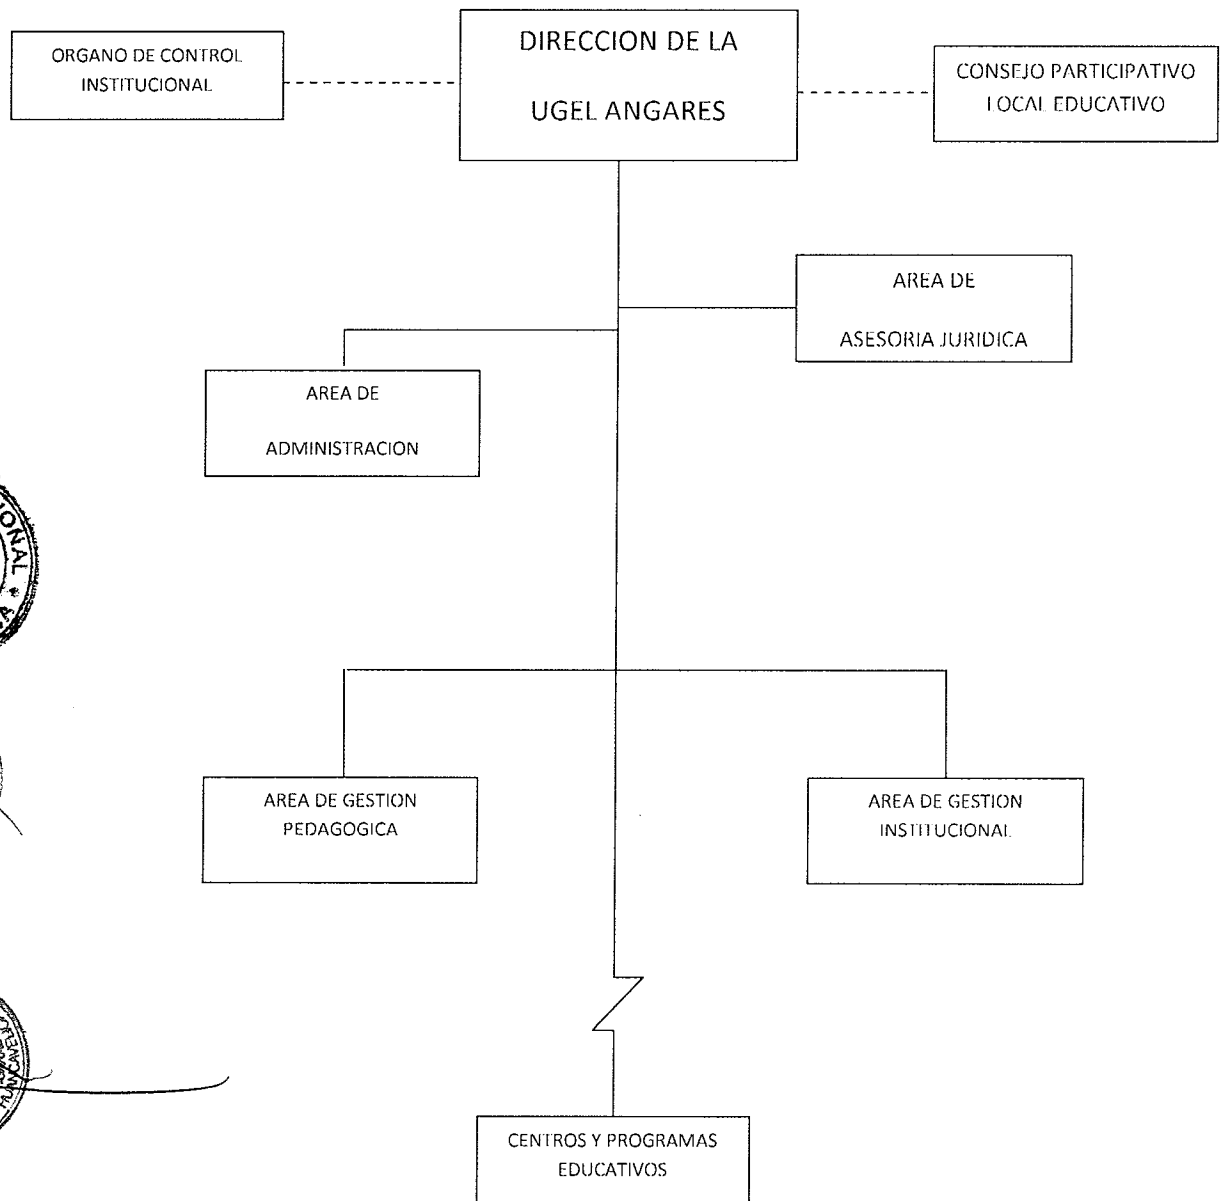 ORGANO DE CONTROL
INSTITUCIONAL
DIRECCION DE LA
UGEL ANGARES
CONSEJO PARTICIPATIVO
LOCAL EDUCATIVO
AREA DE
ASESORIA JURIDICA
AREA DE
ADMINISTRACION
IONAL
AREA DE GESTION
PEDAGOGICA
AREA DE GESTION
INSTITUCIONAL
CENTROS Y PROGRAMAS
EDUCATIVOS